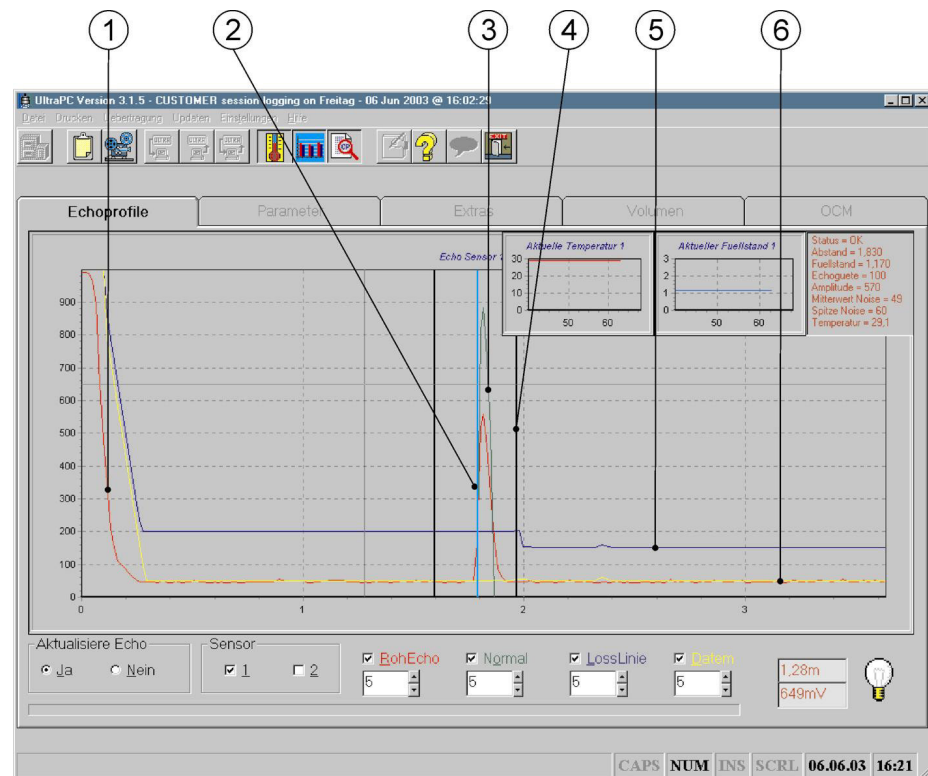 1 2 3 4 5 6
UltraPC Version 3.1.5 - CUSTOMER session logging on Freitag - 06 Jun 2003 @ 16:02:29
Datei Drucken Uebertragung Updaten Einstellungen Hilfe
Echoprofile Parameter Extras Volumen OCM
Echo Sensor 1
Aktuelle Temperatur 1
30
20
10
0
50 60
Aktueller Fuellstand 1
3
2
1
0
50 60
Status = OK
Abstand = 1,830
Fuellstand = 1,170
Echoguete = 100
Amplitude = 570
Mitterwert Noise = 49
Spitze Noise = 60
Temperatur = 29,1
900
800
700
600
500
400
300
200
100
0
0 1 2 3
Aktualisiere Echo
Ja Nein
Sensor
1 2
RohEcho Normal LossLinie Datem
5 5 5 5
1,28m
649mV
CAPS NUM INS SCRL 06.06.03 16:21